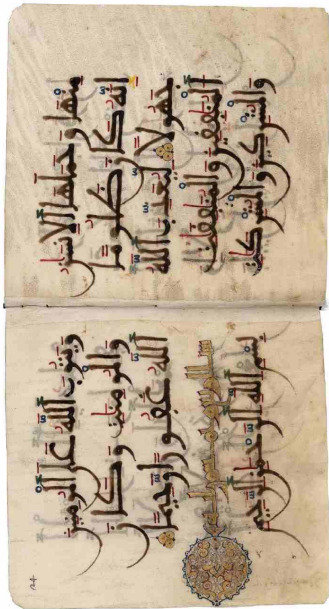 منها وحملها الانسن
انه كان ظلوما
جهولا ليعذب الله
المنفقين والمنفقت
والمشركين والمشركت
ويتوب الله على المومنين
والمومنت وكان
الله غفورا رحيما
بسم الله الرحمن الرحيم